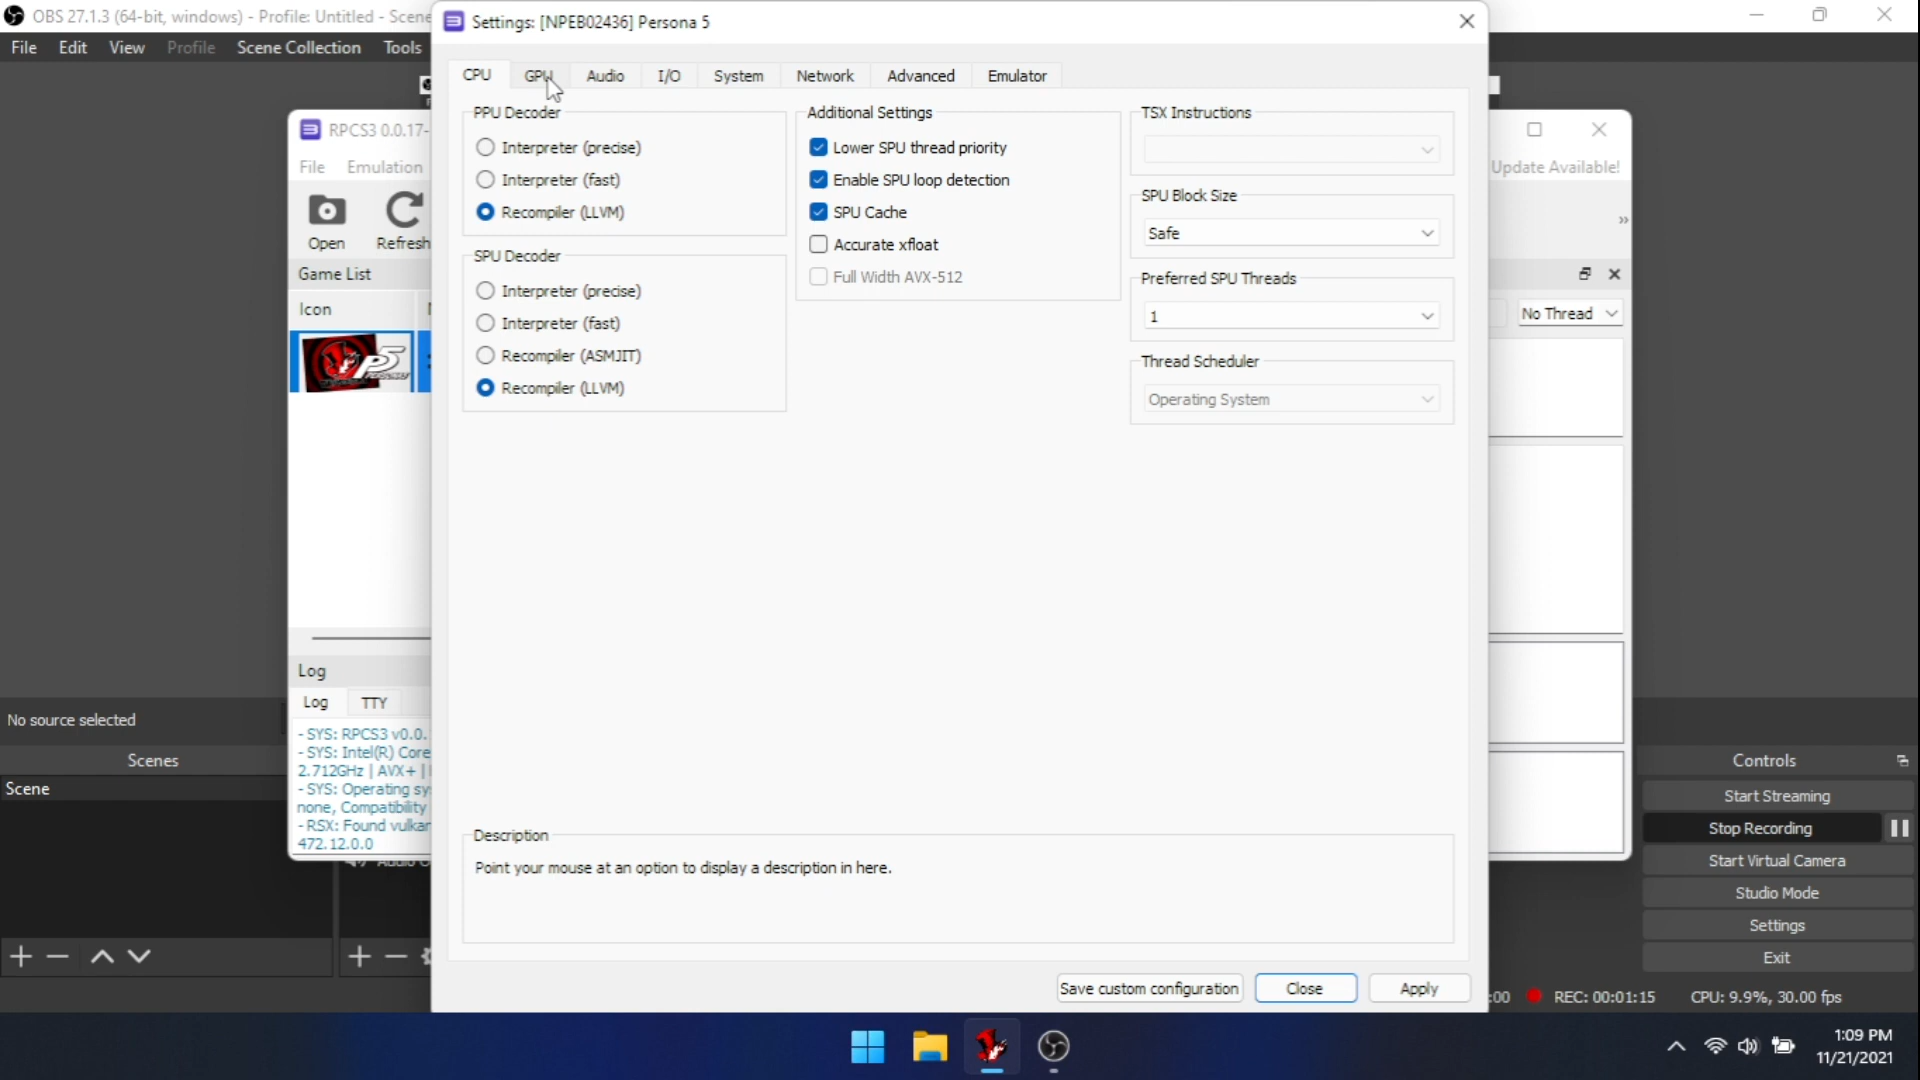 OBS 27.1.3 (64-bit, windows) - Profile: Untitled - Scene
File Edit View Profile Scene Collection Tools
RPCS3 0.0.17-
File Emulation
Open Refresh
Game List
Icon
P5
Log
Log TTY
- SYS: RPCS3 v0.0.
- SYS: Intel(R) Core
2.712GHz | AVX+ |
- SYS: Operating sy
none, Compatibility
- RSX: Found vulkar
472.12.0.0
Settings: [NPEB02436] Persona 5
CPU GPU Audio I/O System Network Advanced Emulator
PPU Decoder
Interpreter (precise)
Interpreter (fast)
Recompiler (LLVM)
SPU Decoder
Interpreter (precise)
Interpreter (fast)
Recompiler (ASMJIT)
Recompiler (LLVM)
Additional Settings
Lower SPU thread priority
Enable SPU loop detection
SPU Cache
Accurate xfloat
Full Width AVX-512
TSX Instructions
SPU Block Size
Safe
Preferred SPU Threads
1
Thread Scheduler
Operating System
Description
Point your mouse at an option to display a description in here.
Save custom configuration Close Apply
Update Available!
No Thread
No source selected
Scenes
Scene
Controls
Start Streaming
Stop Recording
Start Virtual Camera
Studio Mode
Settings
Exit
:00 REC: 00:01:15 CPU: 9.9%, 30.00 fps
1:09 PM
11/21/2021